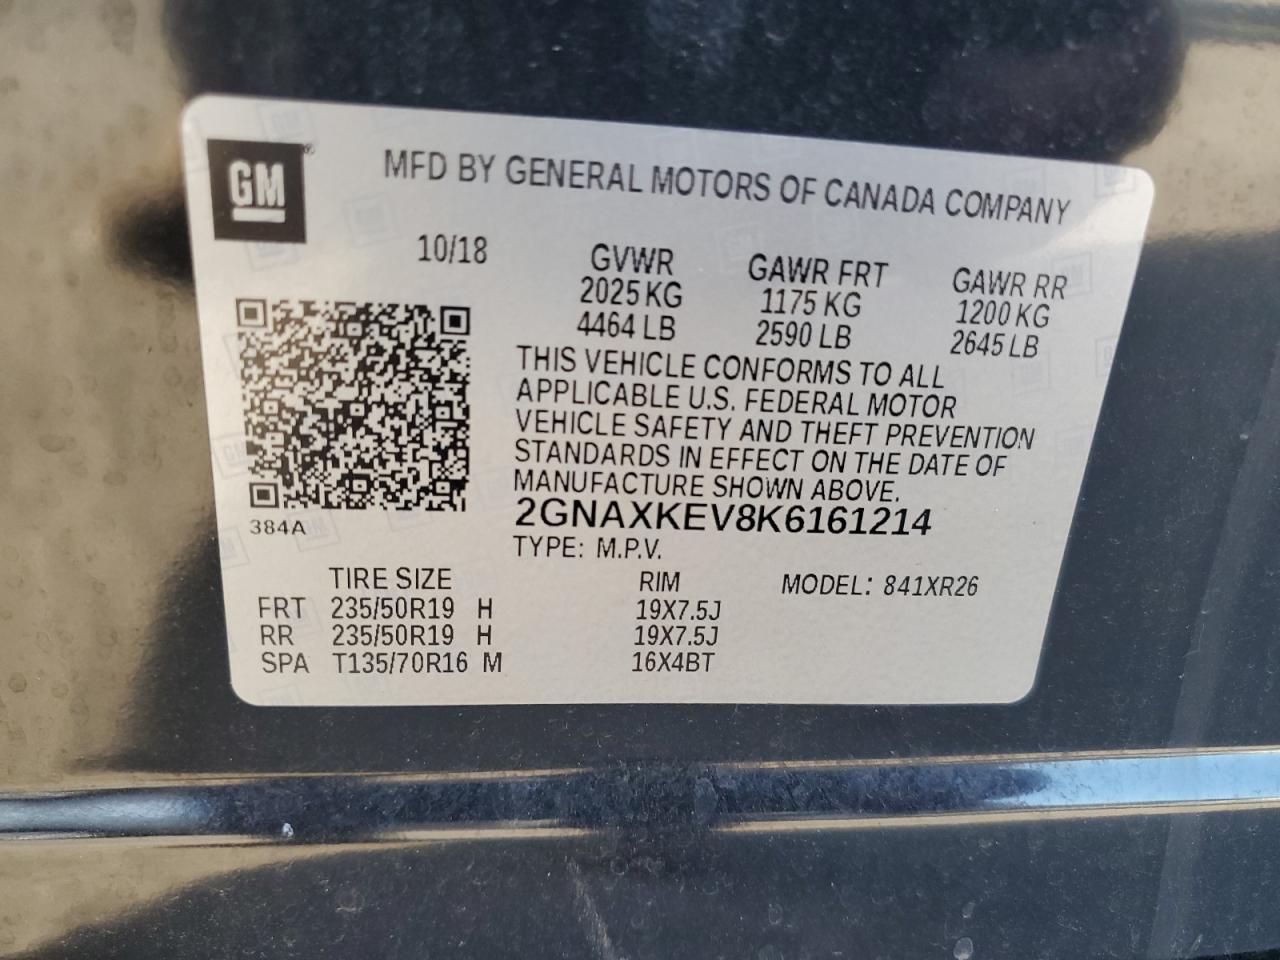 GM
MFD BY GENERAL MOTORS OF CANADA COMPANY
10/18 GVWR GAWR FRT GAWR RR
2025 KG 1175 KG 1200 KG
4464 LB 2590 LB 2645 LB
THIS VEHICLE CONFORMS TO ALL
APPLICABLE U.S. FEDERAL MOTOR
VEHICLE SAFETY AND THEFT PREVENTION
STANDARDS IN EFFECT ON THE DATE OF
MANUFACTURE SHOWN ABOVE.
384A
2GNAXKEV8K6161214
TYPE: M.P.V.
TIRE SIZE RIM MODEL: 841XR26
FRT 235/50R19 H 19X7.5J
RR 235/50R19 H 19X7.5J
SPA T135/70R16 M 16X4BT